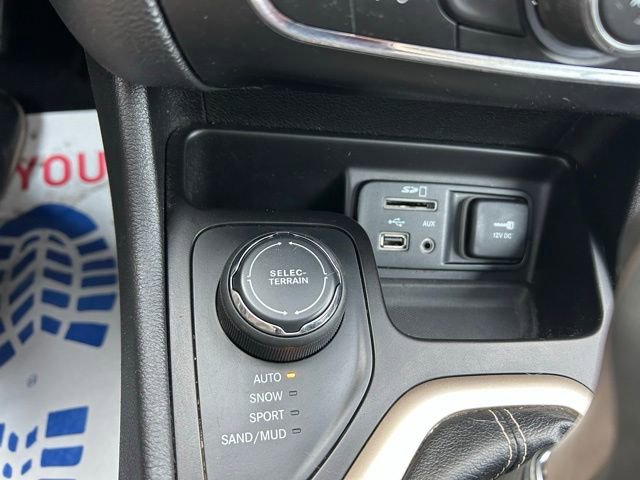 YOU
SD
AUX
12V DC
SELEC-
TERRAIN
AUTO
SNOW
SPORT
SAND/MUD